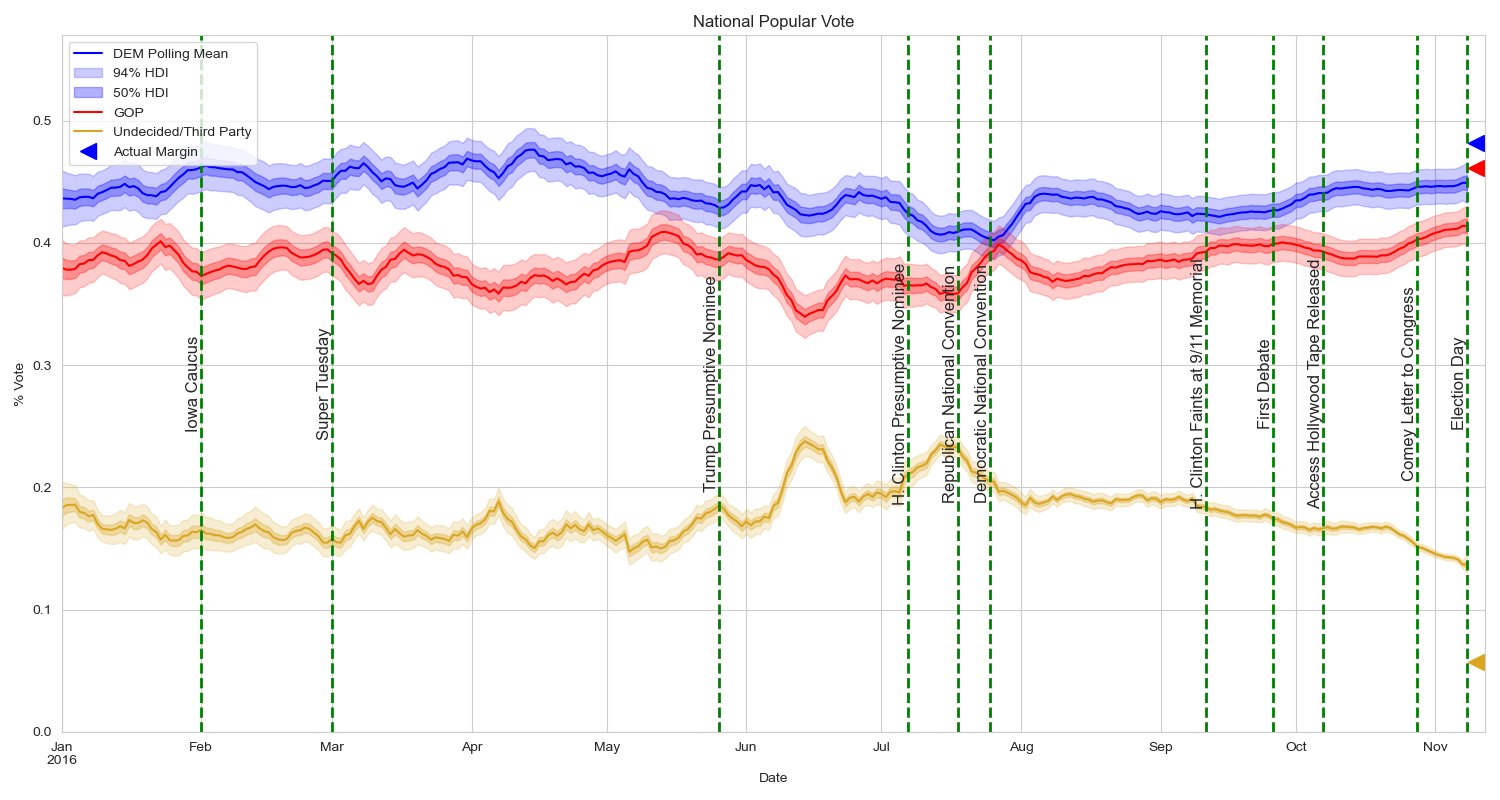 National Popular Vote
DEM Polling Mean
94% HDI
50% HDI
GOP
Undecided/Third Party
Actual Margin
% Vote
0.5
0.4
0.3
0.2
0.1
0.0
Iowa Caucus
Super Tuesday
Trump Presumptive Nominee
H. Clinton Presumptive Nominee
Republican National Convention
Democratic National Convention
H. Clinton Faints at 9/11 Memorial
First Debate
Access Hollywood Tape Released
Comey Letter to Congress
Election Day
Jan
2016
Feb
Mar
Apr
May
Jun
Jul
Aug
Sep
Oct
Nov
Date